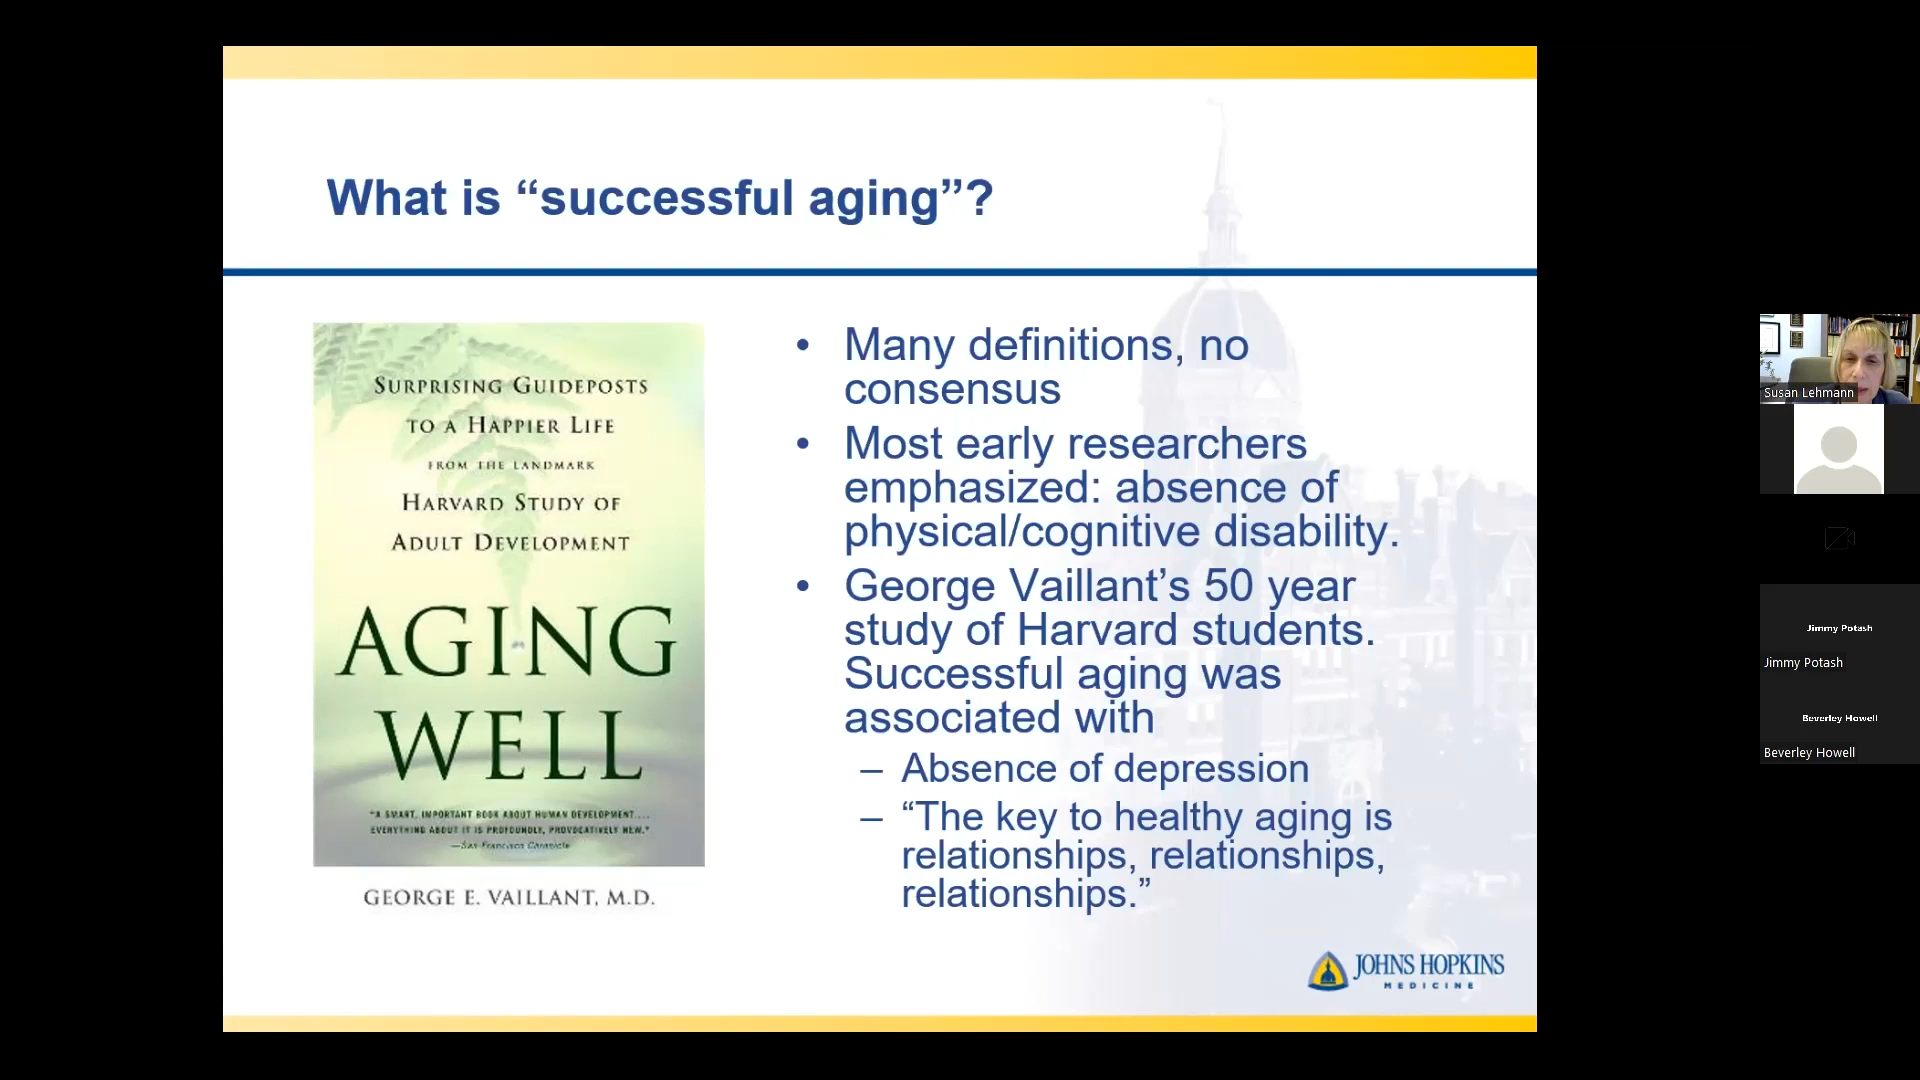 What is “successful aging”?
SURPRISING GUIDEPOSTS
TO A HAPPIER LIFE
FROM THE LANDMARK
HARVARD STUDY OF
ADULT DEVELOPMENT
AGING
WELL
"A SMART, IMPORTANT BOOK ABOUT HUMAN DEVELOPMENT....
EVERYTHING ABOUT IT IS PROFOUNDLY, PROVOCATIVELY NEW."
—San Francisco Chronicle
GEORGE E. VAILLANT, M.D.
• Many definitions, no
consensus
• Most early researchers
emphasized: absence of
physical/cognitive disability.
• George Vaillant’s 50 year
study of Harvard students.
Successful aging was
associated with
– Absence of depression
– “The key to healthy aging is
relationships, relationships,
relationships.”
JOHNS HOPKINS
MEDICINE
Susan Lehmann
Jimmy Potash
Jimmy Potash
Beverley Howell
Beverley Howell